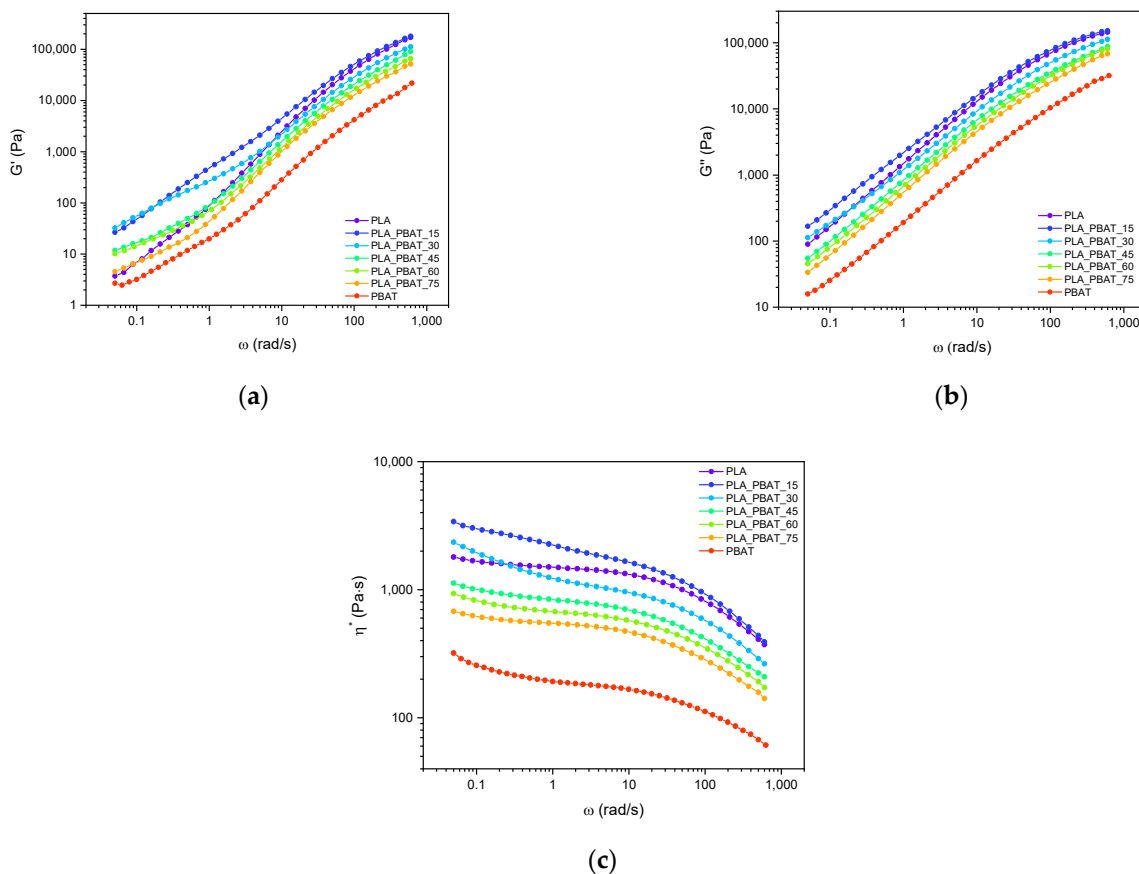 100,000
10,000
1,000
100
10
1
G' (Pa)
PLA
PLA_PBAT_15
PLA_PBAT_30
PLA_PBAT_45
PLA_PBAT_60
PLA_PBAT_75
PBAT
0.1 1 10 100 1,000
ω (rad/s)
(a)
100,000
10,000
1,000
100
10
G'' (Pa)
PLA
PLA_PBAT_15
PLA_PBAT_30
PLA_PBAT_45
PLA_PBAT_60
PLA_PBAT_75
PBAT
0.1 1 10 100 1,000
ω (rad/s)
(b)
10,000
1,000
100
η* (Pa·s)
PLA
PLA_PBAT_15
PLA_PBAT_30
PLA_PBAT_45
PLA_PBAT_60
PLA_PBAT_75
PBAT
0.1 1 10 100 1,000
ω (rad/s)
(c)